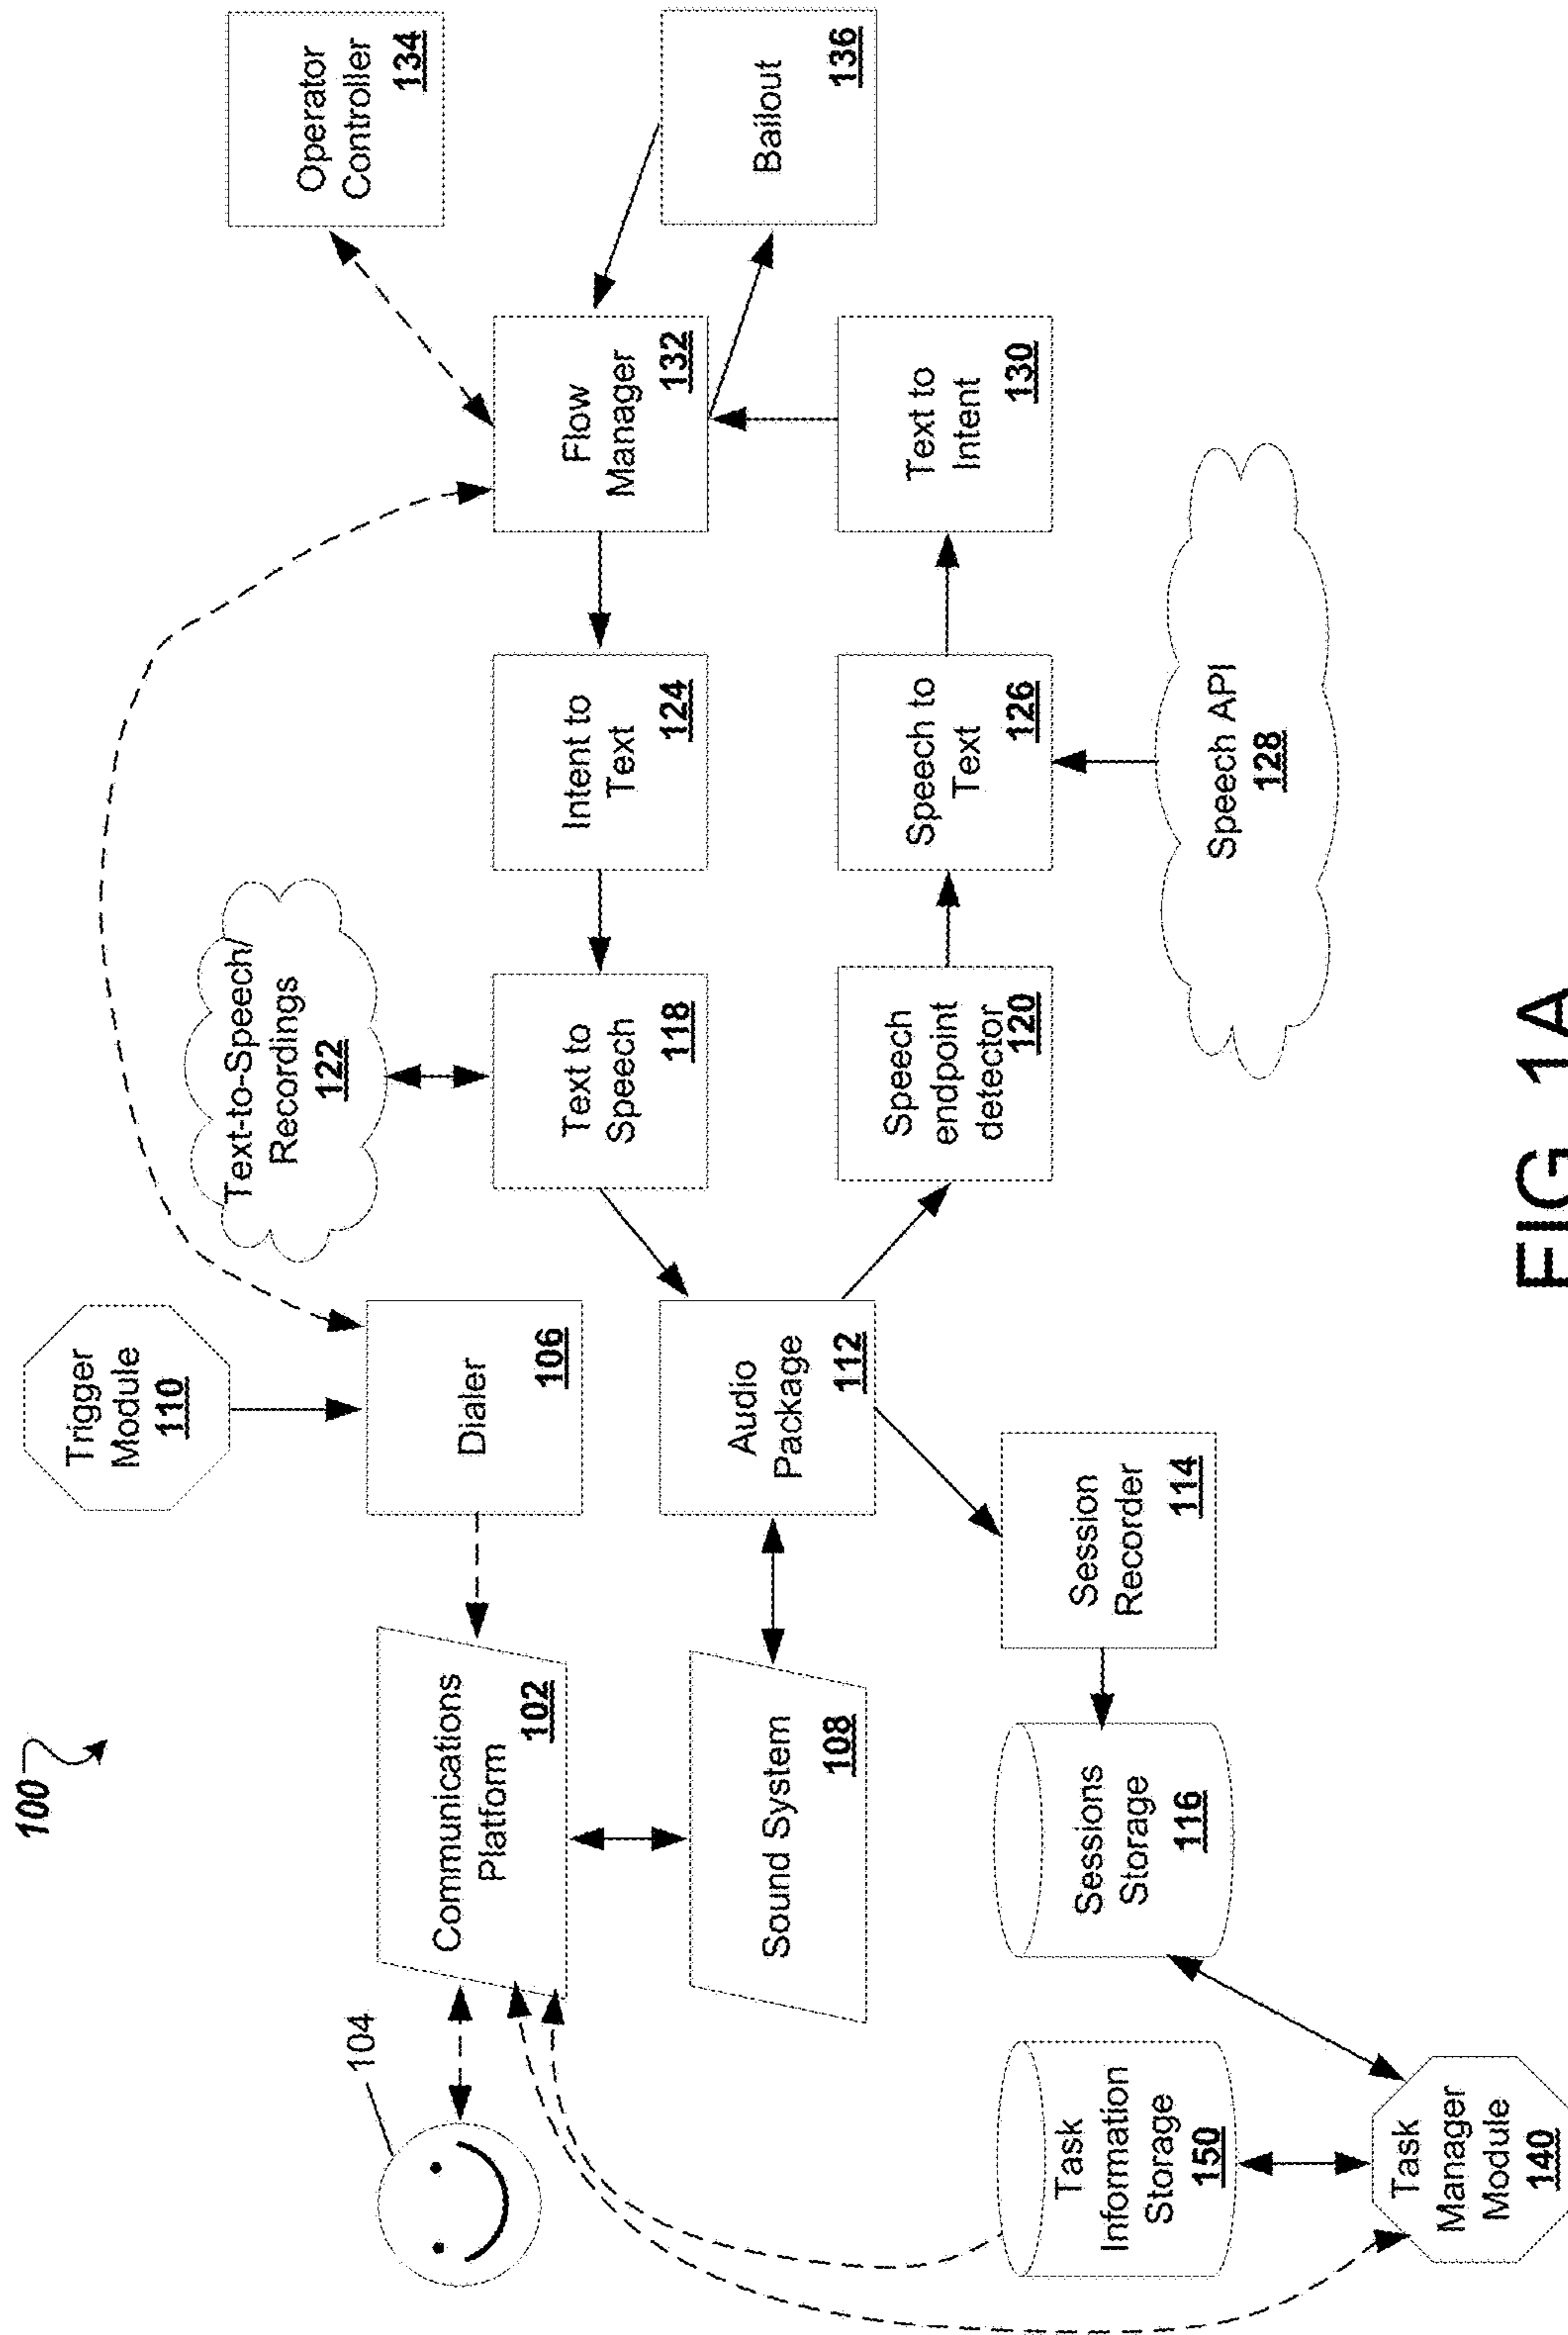 100
Trigger
Module
110
Operator
Controller
134
Text-to-Speech/
Recordings
122
104
Communications
Platform
102
Dialer
106
Text to
Speech
118
Intent to
Text
124
Flow
Manager
132
Bailout
136
Sound System
108
Audio
Package
112
Speech
endpoint
detector
120
Speech to
Text
126
Text to
Intent
130
Task
Information
Storage
150
Sessions
Storage
116
Session
Recorder
114
Speech API
128
Task
Manager
Module
140
FIG. 1A